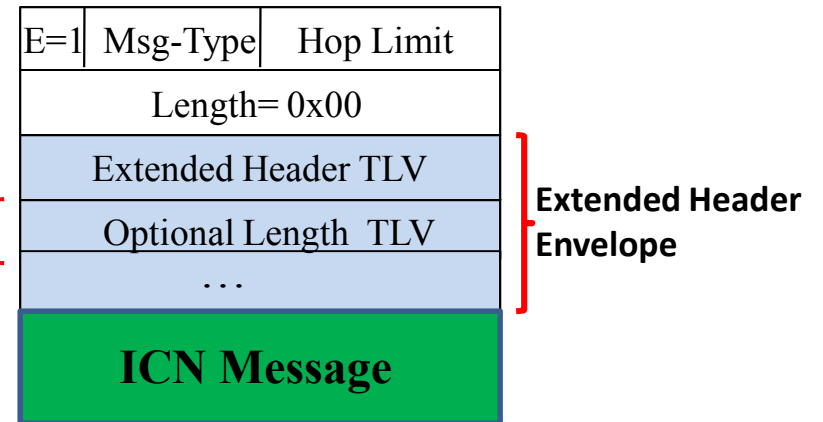 E=1 Msg-Type Hop Limit
Length= 0x00
Extended Header TLV
Optional Length TLV
...
ICN Message
Extended Header
Envelope